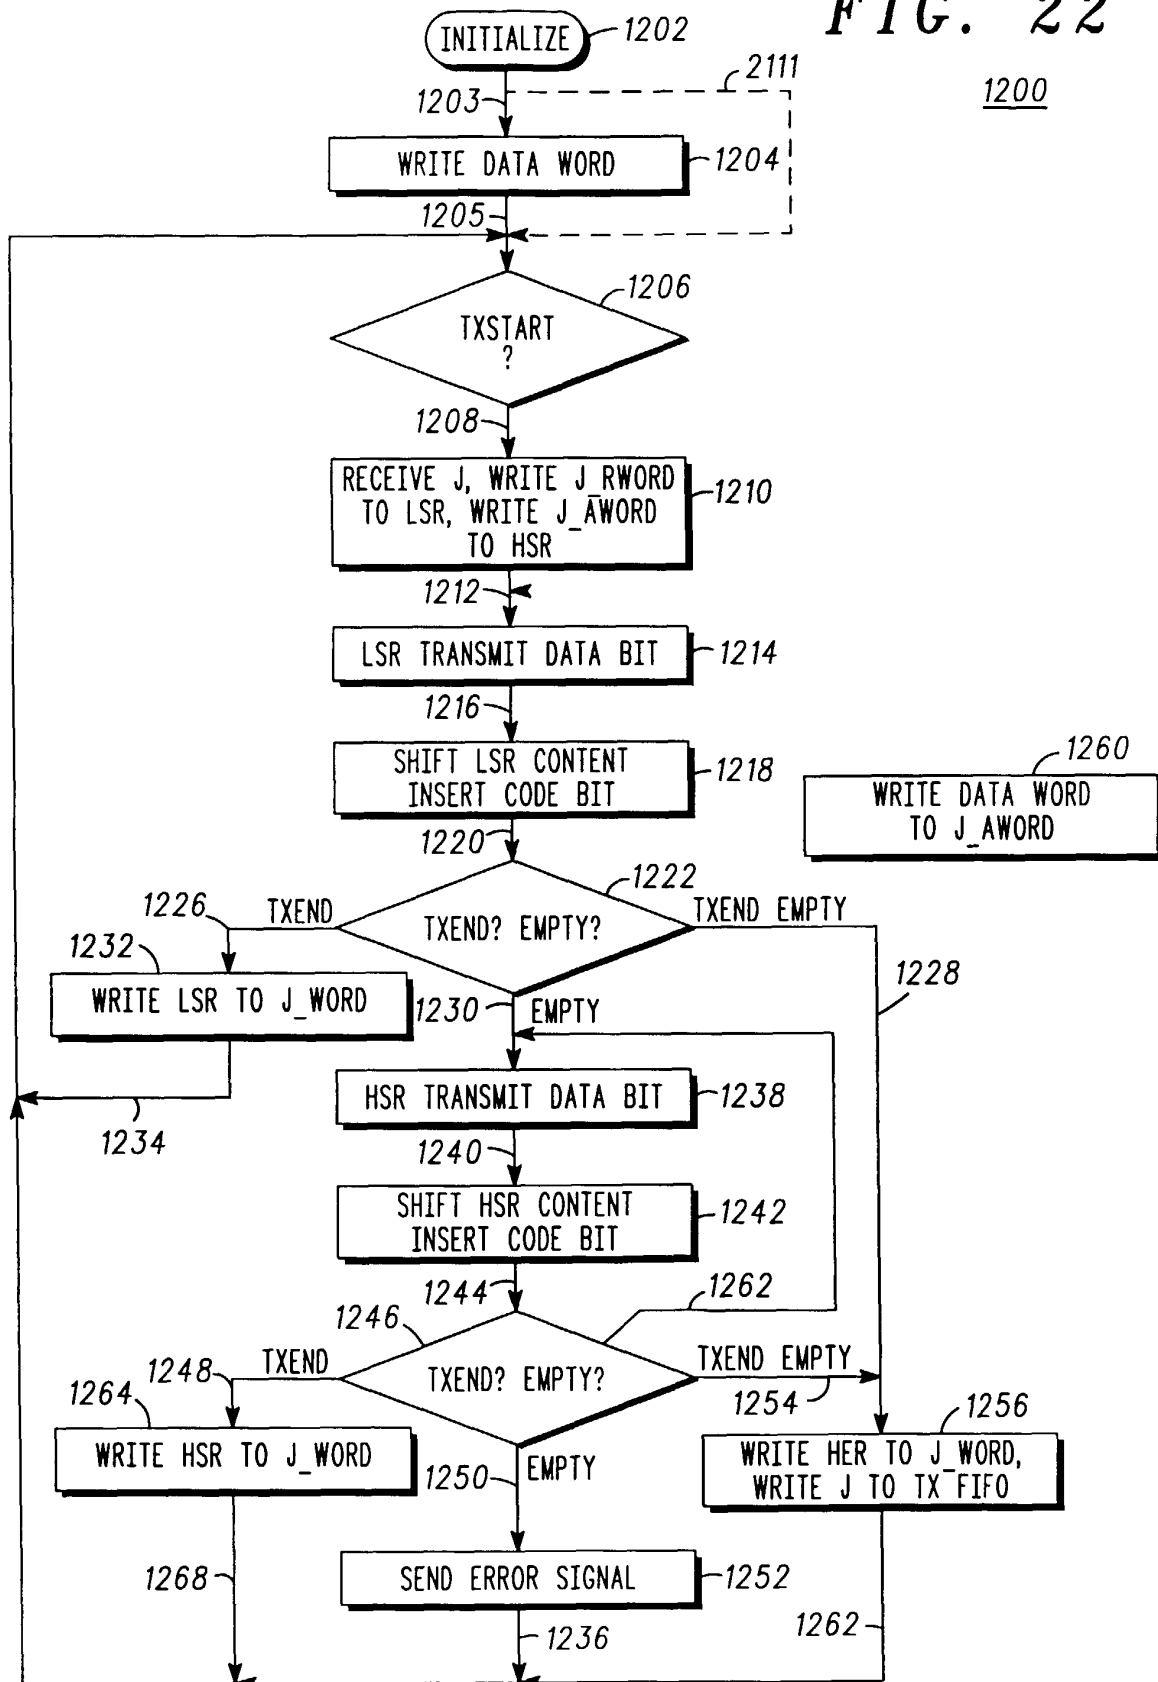 FIG. 22
1200
INITIALIZE
1202
2111
1203
WRITE DATA WORD
1204
1205
1206
TXSTART
?
1208
RECEIVE J, WRITE J_RWORD
TO LSR, WRITE J_AWORD
TO HSR
1210
1212
LSR TRANSMIT DATA BIT
1214
1216
SHIFT LSR CONTENT
INSERT CODE BIT
1218
1260
WRITE DATA WORD
TO J_AWORD
1220
1222
TXEND? EMPTY?
1226
TXEND
TXEND EMPTY
1228
1232
WRITE LSR TO J_WORD
1230
EMPTY
1234
HSR TRANSMIT DATA BIT
1238
1240
SHIFT HSR CONTENT
INSERT CODE BIT
1242
1244
1262
1246
TXEND? EMPTY?
TXEND
1248
TXEND EMPTY
1254
1264
WRITE HSR TO J_WORD
1250
EMPTY
1256
WRITE HER TO J_WORD,
WRITE J TO TX_FIFO
1268
SEND ERROR SIGNAL
1252
1236
1262